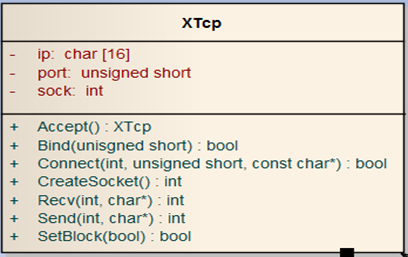 XTcp
- ip: char [16]
- port: unsigned short
- sock: int
+ Accept() : XTcp
+ Bind(unisgned short) : bool
+ Connect(int, unsigned short, const char*) : bool
+ CreateSocket() : int
+ Recv(int, char*) : int
+ Send(int, char*) : int
+ SetBlock(bool) : bool